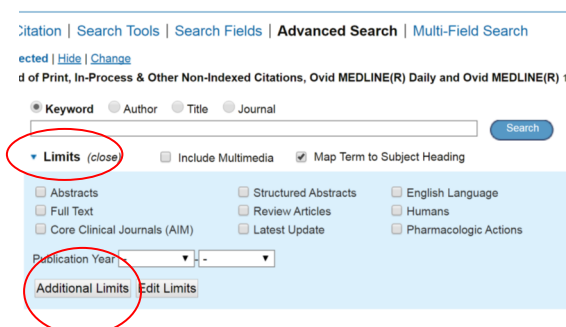 Citation | Search Tools | Search Fields | Advanced Search | Multi-Field Search
ected | Hide | Change
d of Print, In-Process & Other Non-Indexed Citations, Ovid MEDLINE(R) Daily and Ovid MEDLINE(R)
Keyword Author Title Journal
Search
Limits (close) Include Multimedia Map Term to Subject Heading
Abstracts Structured Abstracts English Language
Full Text Review Articles Humans
Core Clinical Journals (AIM) Latest Update Pharmacologic Actions
Publication Year - - -
Additional Limits Edit Limits